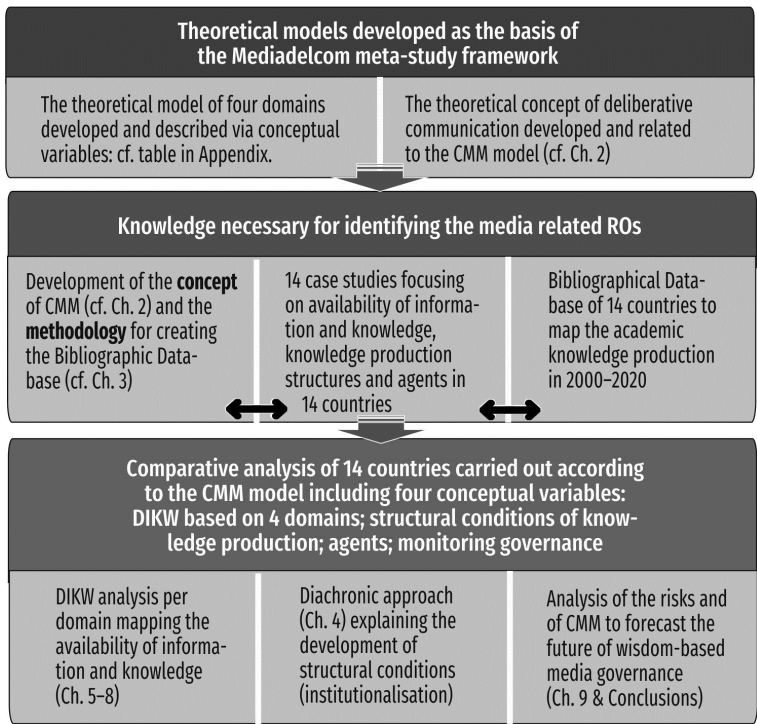 Theoretical models developed as the basis of
the Mediadelcom meta-study framework
The theoretical model of four domains
developed and described via conceptual
variables: cf. table in Appendix.
The theoretical concept of deliberative
communication developed and related
to the CMM model (cf. Ch. 2)
Knowledge necessary for identifying the media related ROs
Development of the concept
of CMM (cf. Ch. 2) and the
methodology for creating
the Bibliographic Data-
base (cf. Ch. 3)
14 case studies focusing
on availability of informa-
tion and knowledge,
knowledge production
structures and agents in
14 countries
Bibliographical Data-
base of 14 countries to
map the academic
knowledge production
in 2000–2020
Comparative analysis of 14 countries carried out according
to the CMM model including four conceptual variables:
DIKW based on 4 domains; structural conditions of know-
ledge production; agents; monitoring governance
DIKW analysis per
domain mapping the
availability of informa-
tion and knowledge
(Ch. 5–8)
Diachronic approach
(Ch. 4) explaining the
development of
structural conditions
(institutionalisation)
Analysis of the risks and
of CMM to forecast the
future of wisdom-based
media governance
(Ch. 9 & Conclusions)